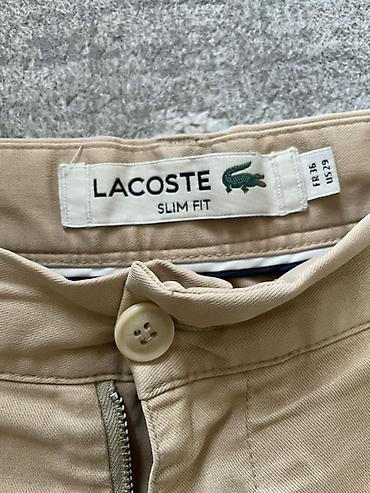 LACOSTE
SLIM FIT
FR 36
US 29